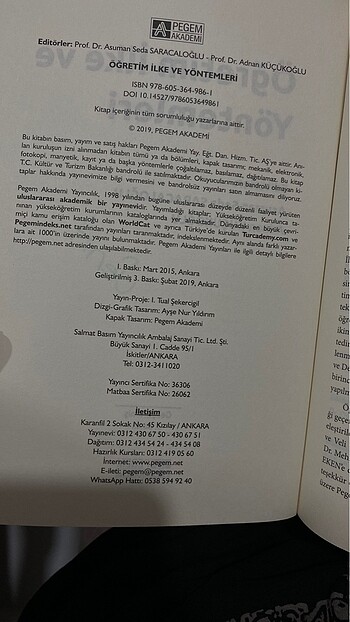 PEGEM
AKADEMİ
Editörler: Prof. Dr. Asuman Seda SARACALOĞLU - Prof. Dr. Adnan KÜÇÜKOĞLU
ÖĞRETİM İLKE VE YÖNTEMLERİ
ISBN 978-605-364-986-1
DOI 10.14527/9786053649861
Kitap içeriğinin tüm sorumluluğu yazarlarına aittir.
© 2019, PEGEM AKADEMİ
Bu kitabın basım, yayım ve satış hakları Pegem Akademi Yay. Eğt. Dan. Hizm. Tic. AŞ'ye aittir. Anı-
lan kuruluşun izni alınmadan kitabın tümü ya da bölümleri, kapak tasarımı; mekanik, elektronik,
fotokopi, manyetik, kayıt ya da başka yöntemlerle çoğaltılamaz, basılamaz, dağıtılamaz. Bu kitap
T.C. Kültür ve Turizm Bakanlığı bandrolü ile satılmaktadır. Okuyucularımızın bandrolü olmayan ki-
taplar hakkında yayınevimize bilgi vermesini ve bandrolsüz yayınları satın almamasını diliyoruz.
Pegem Akademi Yayıncılık, 1998 yılından bugüne uluslararası düzeyde düzenli faaliyet yürüten
uluslararası akademik bir yayınevidir. Yayımladığı kitaplar; Yükseköğretim Kurulunca ta-
nınan yükseköğretim kurumlarının kataloglarında yer almaktadır. Dünyadaki en büyük çevri-
miçi kamu erişim kataloğu olan WorldCat ve ayrıca Türkiye'de kurulan Turcademy.com ve
Pegemindeks.net tarafından yayınları taranmaktadır, indekslenmektedir. Aynı alanda farklı yazar-
lara ait 1000'in üzerinde yayını bulunmaktadır. Pegem Akademi Yayınları ile ilgili detaylı bilgilere
http://pegem.net adresinden ulaşılabilmektedir.
I. Baskı: Mart 2015, Ankara
Geliştirilmiş 3. Baskı: Şubat 2019, Ankara
Yayın-Proje: I. Tual Şekercigil
Dizgi-Grafik Tasarım: Ayşe Nur Yıldırım
Kapak Tasarım: Pegem Akademi
Salmat Basım Yayıncılık Ambalaj Sanayi Tic. Ltd. Şti.
Büyük Sanayi 1. Cadde 95/1
İskitler/ANKARA
Tel: 0312-3411020
Yayıncı Sertifika No: 36306
Matbaa Sertifika No: 26062
İletişim
Karanfil 2 Sokak No: 45 Kızılay / ANKARA
Yayınevi: 0312 430 67 50 - 430 67 51
Dağıtım: 0312 434 54 24 - 434 54 08
Hazırlık Kursları: 0312 419 05 60
İnternet: www.pegem.net
E-ileti: pegem@pegem.net
WhatsApp Hattı: 0538 594 92 40